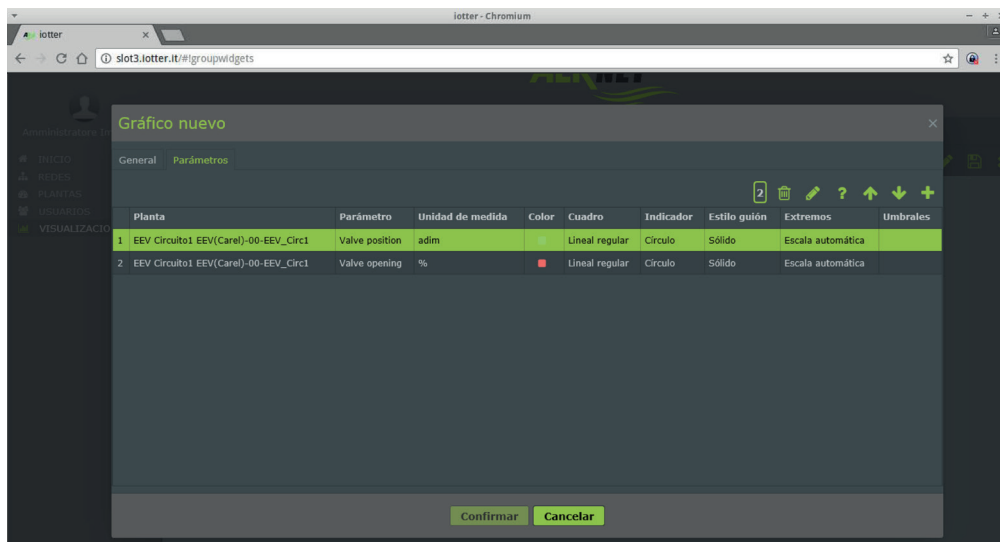 iotter - Chromium
iotter
slot3.iotter.it/#!groupwidgets
AERNET
Gráfico nuevo
Amministratore Im
INICIO
REDES
PLANTAS
USUARIOS
VISUALIZACIO
General Parámetros
2
Planta Parámetro Unidad de medida Color Cuadro Indicador Estilo guión Extremos Umbrales
1 EEV Circuito1 EEV(Carel)-00-EEV_Circ1 Valve position adim Lineal regular Círculo Sólido Escala automática
2 EEV Circuito1 EEV(Carel)-00-EEV_Circ1 Valve opening % Lineal regular Círculo Sólido Escala automática
Confirmar Cancelar